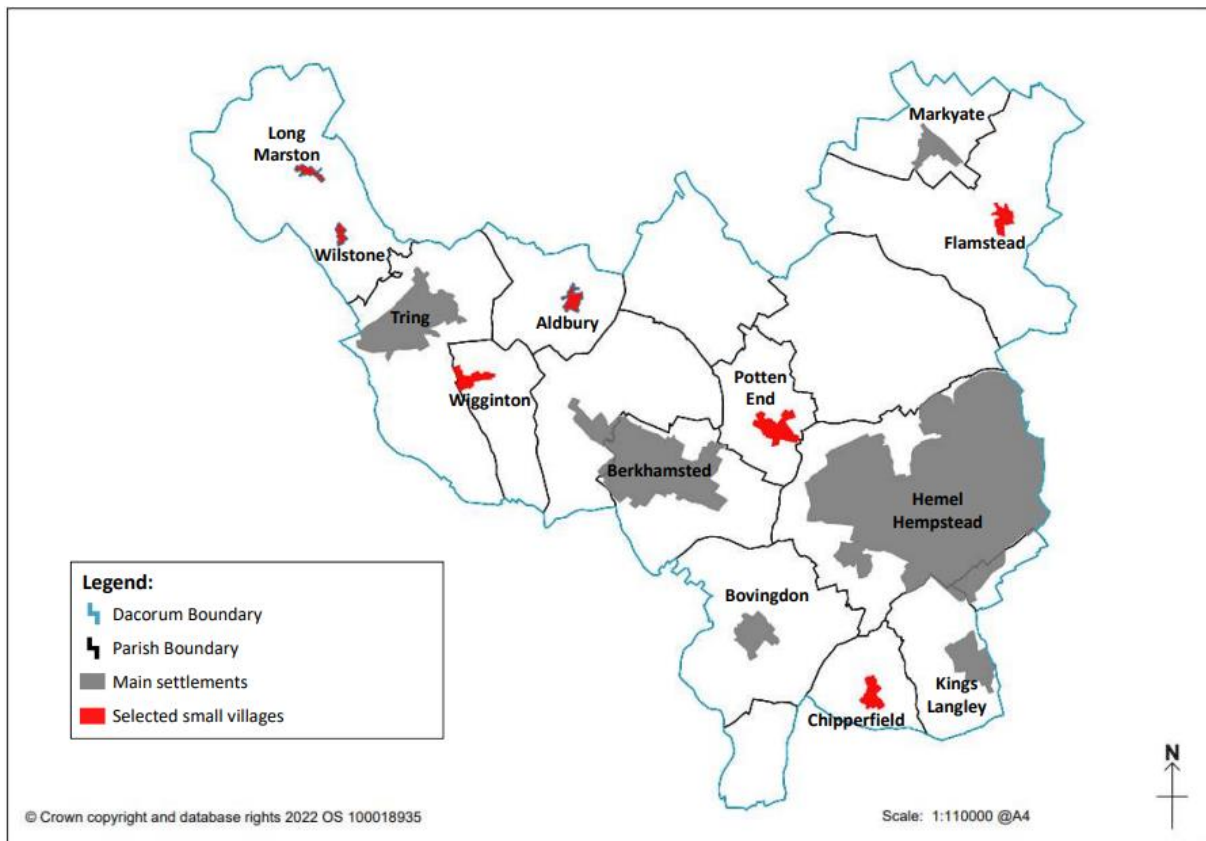 Markyate
Long
Marston
Flamstead
Wilstone
Tring
Aldbury
Potten
End
Wigginton
Berkhamsted
Hemel
Hempstead
Legend:
Dacorum Boundary
Parish Boundary
Main settlements
Selected small villages
Bovingdon
Kings
Langley
Chipperfield
N
© Crown copyright and database rights 2022 OS 100018935
Scale: 1:110000 @A4